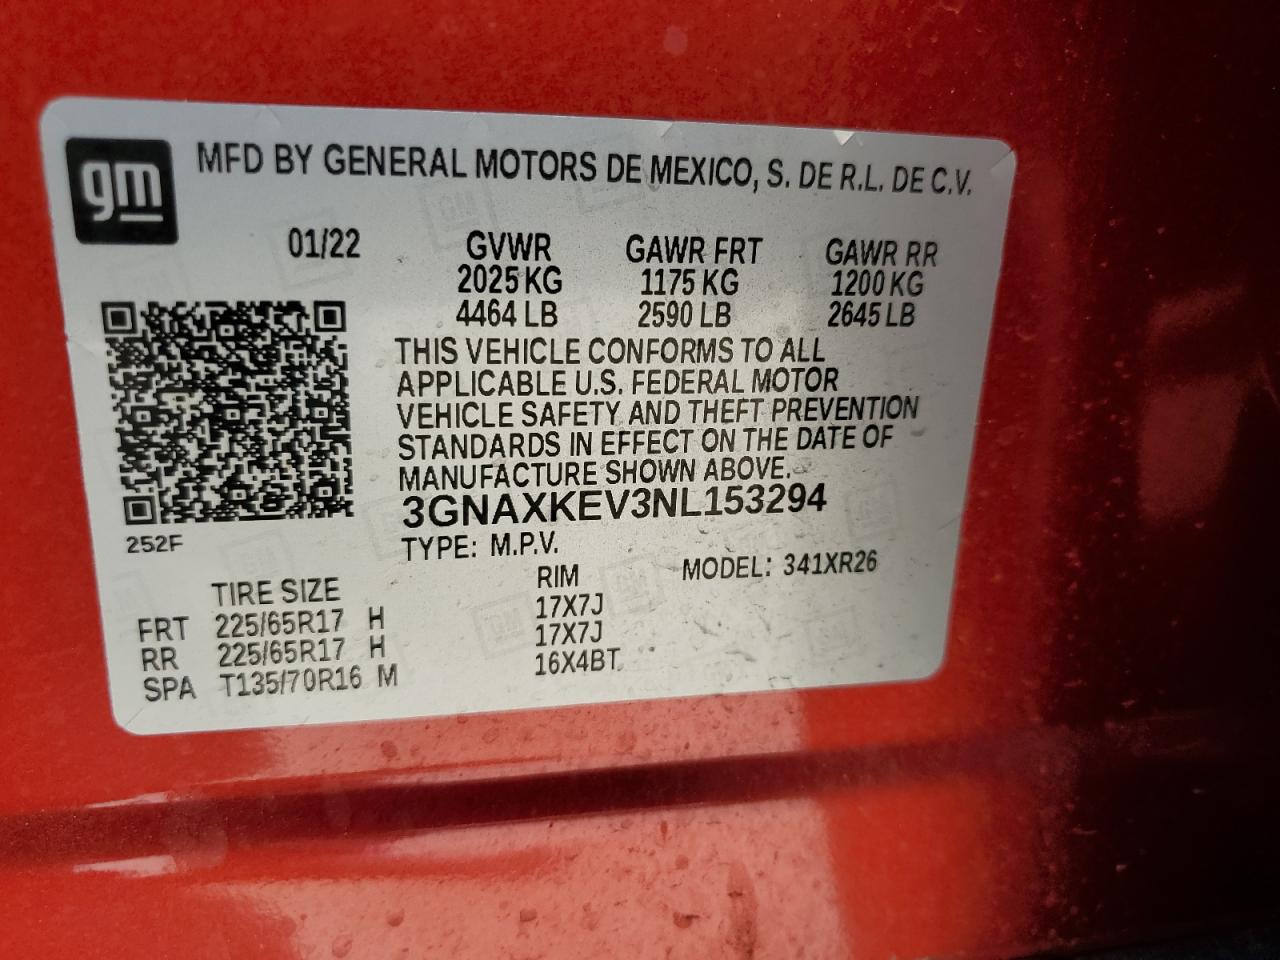 gm
MFD BY GENERAL MOTORS DE MEXICO, S. DE R.L. DE C.V.
01/22 GVWR GAWR FRT GAWR RR
2025 KG 1175 KG 1200 KG
4464 LB 2590 LB 2645 LB
THIS VEHICLE CONFORMS TO ALL
APPLICABLE U.S. FEDERAL MOTOR
VEHICLE SAFETY AND THEFT PREVENTION
STANDARDS IN EFFECT ON THE DATE OF
MANUFACTURE SHOWN ABOVE.
3GNAXKEV3NL153294
252F
TYPE: M.P.V.
TIRE SIZE RIM MODEL: 341XR26
FRT 225/65R17 H 17X7J
RR 225/65R17 H 17X7J
SPA T135/70R16 M 16X4BT